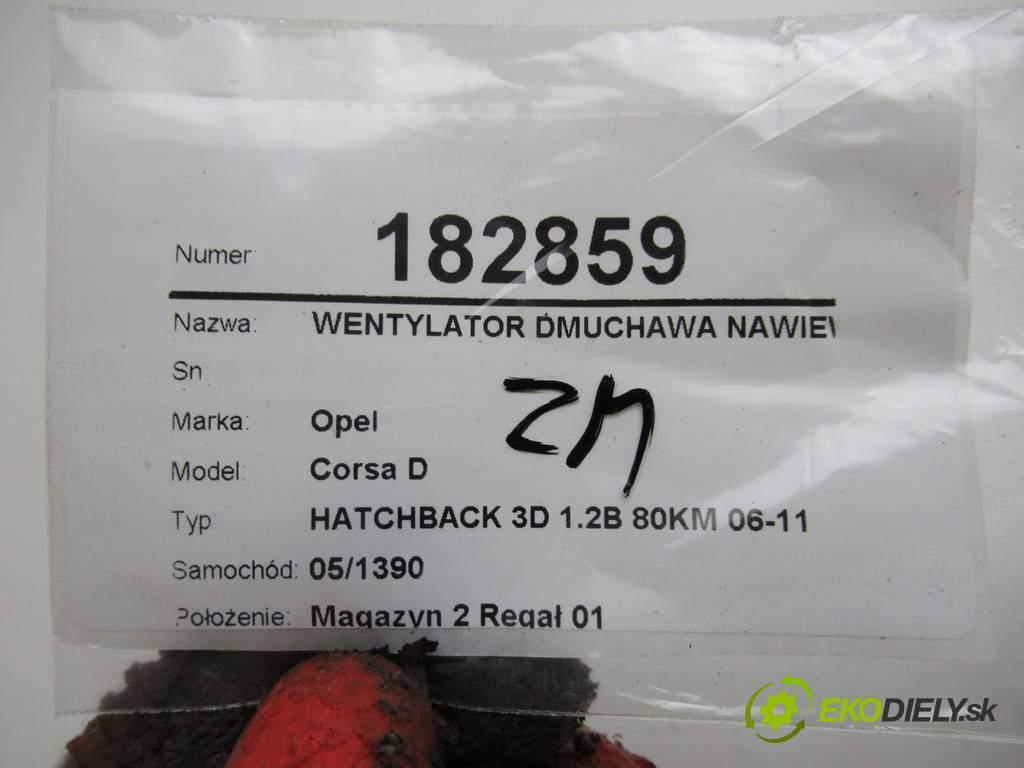 Numer: 182859
Nazwa: WENTYLATOR DMUCHAWA NAWIEW
Sn
Marka: Opel
ZM
Model: Corsa D
Typ HATCHBACK 3D 1.2B 80KM 06-11
Samochód: 05/1390
Położenie: Magazyn 2 Regał 01
EKODIELY.sk